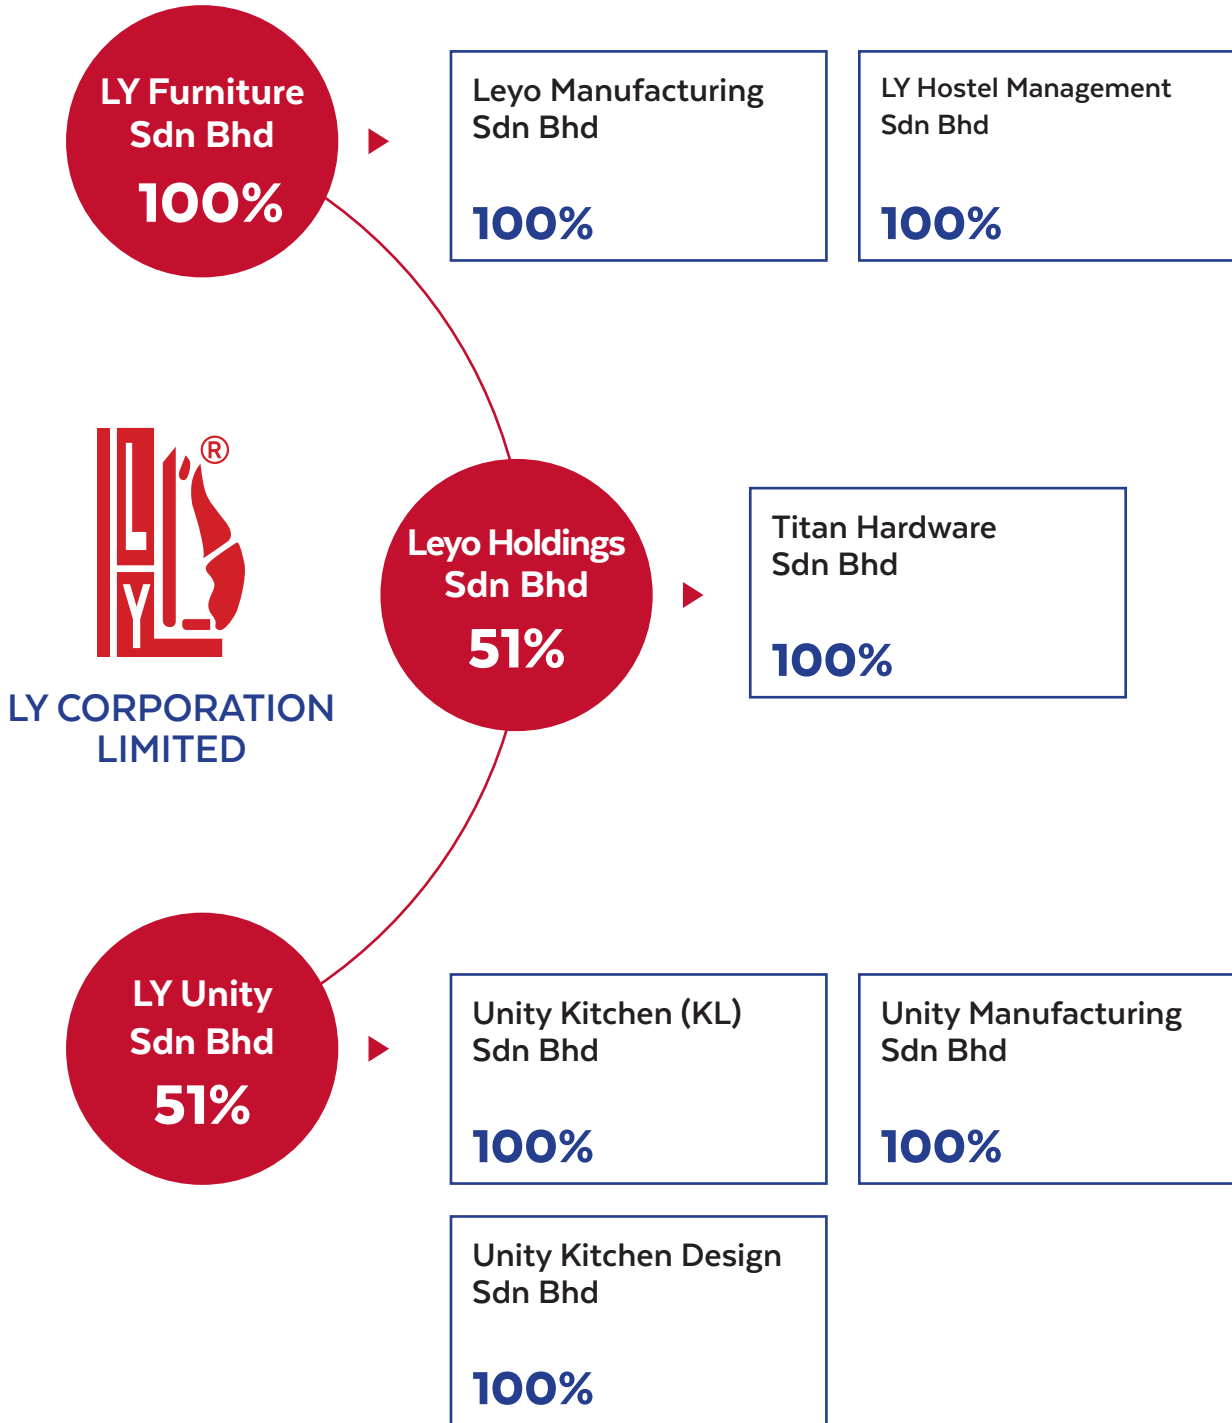 LY Furniture
Sdn Bhd
100%
Leyo Manufacturing
Sdn Bhd
100%
LY Hostel Management
Sdn Bhd
100%
L
Y
®
LY CORPORATION
LIMITED
Leyo Holdings
Sdn Bhd
51%
Titan Hardware
Sdn Bhd
100%
LY Unity
Sdn Bhd
51%
Unity Kitchen (KL)
Sdn Bhd
100%
Unity Manufacturing
Sdn Bhd
100%
Unity Kitchen Design
Sdn Bhd
100%